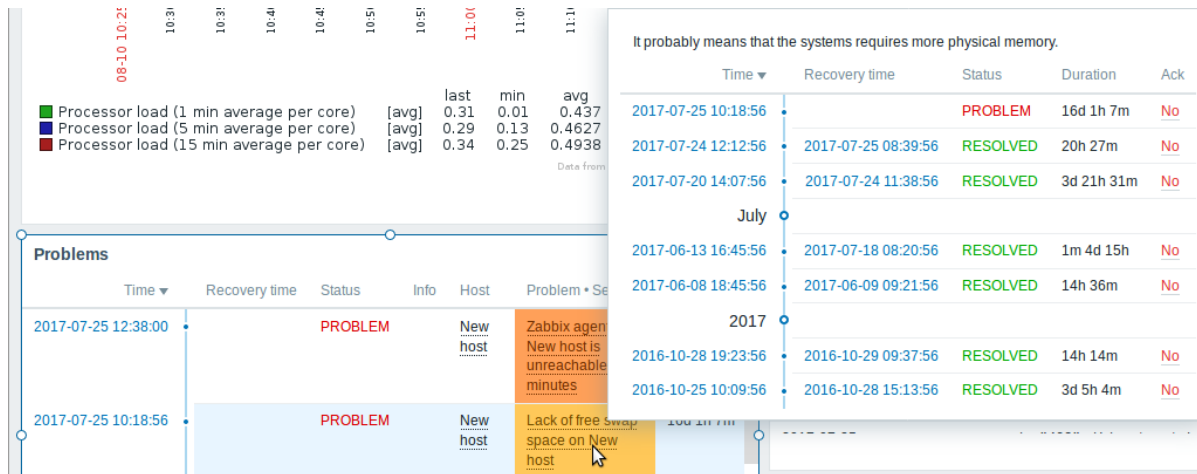 08-10 10:25
10:3
10:3
10:4
10:4
10:5
10:5
11:00
11:0
11:1
last min avg
Processor load (1 min average per core) [avg] 0.31 0.01 0.437
Processor load (5 min average per core) [avg] 0.29 0.13 0.4627
Processor load (15 min average per core) [avg] 0.34 0.25 0.4938
Data from
Problems
Time ▼ Recovery time Status Info Host Problem • Se
2017-07-25 12:38:00 PROBLEM New host Zabbix agen
New host is
unreachable
minutes
2017-07-25 10:18:56 PROBLEM New host Lack of free swap
space on New
host
16d 1h 7m
It probably means that the systems requires more physical memory.
Time ▼ Recovery time Status Duration Ack
2017-07-25 10:18:56 PROBLEM 16d 1h 7m No
2017-07-24 12:12:56 2017-07-25 08:39:56 RESOLVED 20h 27m No
2017-07-20 14:07:56 2017-07-24 11:38:56 RESOLVED 3d 21h 31m No
July
2017-06-13 16:45:56 2017-07-18 08:20:56 RESOLVED 1m 4d 15h No
2017-06-08 18:45:56 2017-06-09 09:21:56 RESOLVED 14h 36m No
2017
2016-10-28 19:23:56 2016-10-29 09:37:56 RESOLVED 14h 14m No
2016-10-25 10:09:56 2016-10-28 15:13:56 RESOLVED 3d 5h 4m No